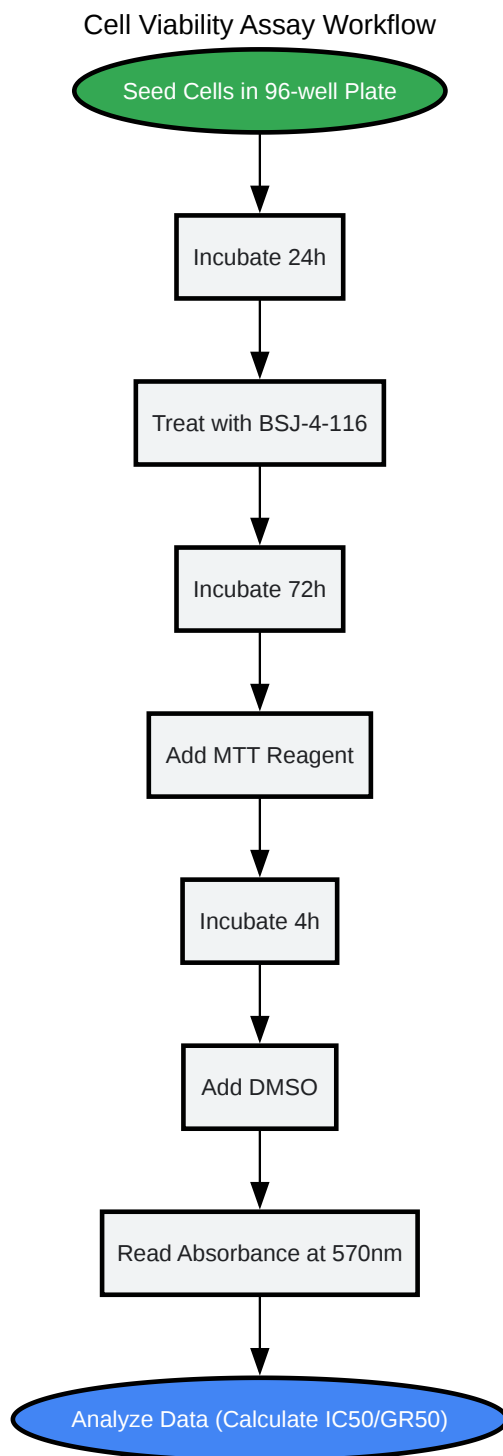 Cell Viability Assay Workflow
Seed Cells in 96-well Plate
Incubate 24h
Treat with BSJ-4-116
Incubate 72h
Add MTT Reagent
Incubate 4h
Add DMSO
Read Absorbance at 570nm
Analyze Data (Calculate IC50/GR50)